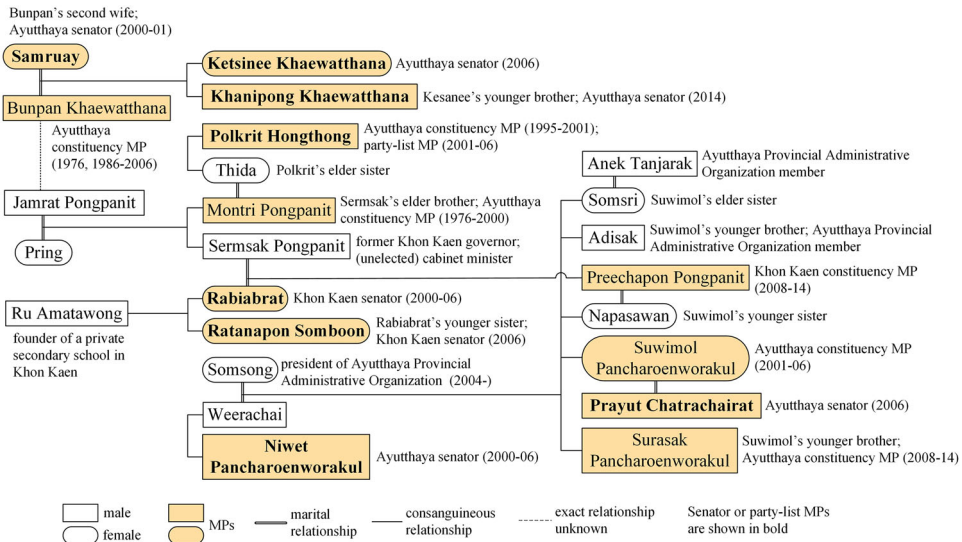 Bunpan's second wife;
Ayutthaya senator (2000-01)
Samruay
Bunpan Khaewatthana
Ayutthaya
constituency MP
(1976, 1986-2006)
Jamrat Pongpanit
Pring
Ru Amatawong
founder of a private
secondary school in
Khon Kaen
Ketsinee Khaewatthana
Ayutthaya senator (2006)
Khanipong Khaewatthana
Kesanee's younger brother; Ayutthaya senator (2014)
Polkrit Hongthong
Ayutthaya constituency MP (1995-2001);
party-list MP (2001-06)
Thida
Polkrit's elder sister
Montri Pongpanit
Sermsak's elder brother; Ayutthaya
constituency MP (1976-2000)
Sermsak Pongpanit
former Khon Kaen governor;
(unelected) cabinet minister
Rabiabrat
Khon Kaen senator (2000-06)
Ratanapon Somboon
Rabiabrat's younger sister;
Khon Kaen senator
(2006)
Somsong
president of Ayutthaya Provincial
Administrative Organization (2004-)
Weerachai
Niwet
Pancharoenworakul
Ayutthaya senator (2000-06)
Anek Tanjarak
Ayutthaya Provincial Administrative
Organization member
Somsri
Suwimol's elder sister
Adisak
Suwimol's younger brother; Ayutthaya Provincial
Administrative Organization member
Preechapon Pongpanit
Khon Kaen constituency MP
(2008-14)
Napasawan
Suwimol's younger sister
Suwimol
Pancharoenworakul
Ayutthaya constituency MP
(2001-06)
Prayut Chatrachairat
Ayutthaya senator (2006)
Surasak
Pancharoenworakul
Suwimol's younger brother;
Ayutthaya constituency MP (2008-14)
male
female
MPs
marital
relationship
consanguineous
relationship
exact relationship
unknown
Senator or party-list MPs
are shown in bold